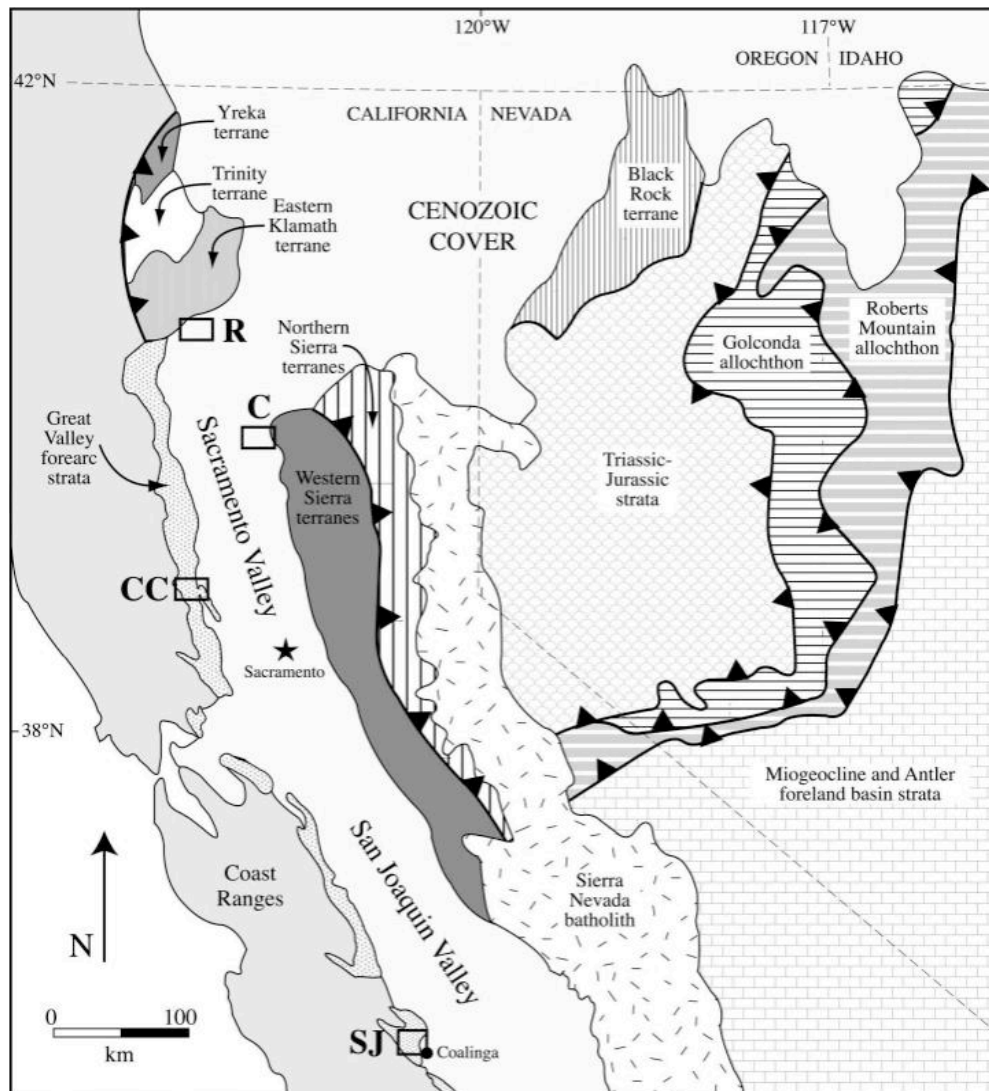 120°W
117°W
OREGON IDAHO
42°N
CALIFORNIA NEVADA
Yreka
terrane
Trinity
terrane
Eastern
Klamath
terrane
CENOZOIC
COVER
Black
Rock
terrane
R
Northern
Sierra
terranes
Golconda
allochthon
Roberts
Mountain
allochthon
C
Great
Valley
forearc
strata
Sacramento Valley
Western
Sierra
terranes
Triassic-
Jurassic
strata
CC
Sacramento
38°N
Miogeocline and Antler
foreland basin strata
Coast
Ranges
San Joaquin Valley
Sierra
Nevada
batholith
N
0 100
km
SJ
Coalinga